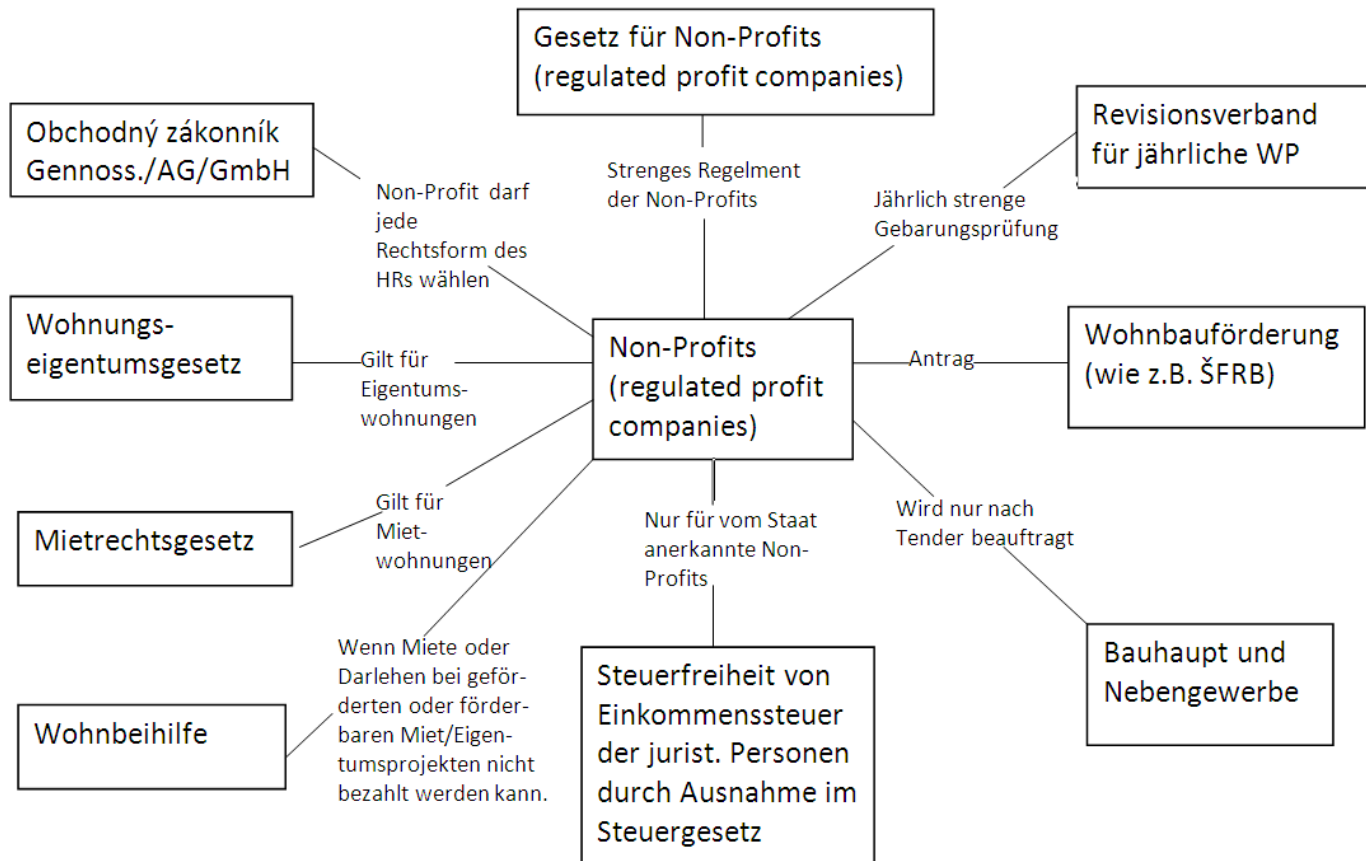 Gesetz für Non-Profits
(regulated profit companies)
Obchodný zákonník
Gennoss./AG/GmbH
Revisionsverband
für jährliche WP
Strenges Regelment
der Non-Profits
Non-Profit darf
jede
Rechtsform des
HRs wählen
Jährlich strenge
Gebarungsprüfung
Wohnungs-
eigentumsgesetz
Gilt für
Eigentums-
wohnungen
Non-Profits
(regulated profit
companies)
Antrag
Wohnbauförderung
(wie z.B. ŠFRB)
Mietrechtsgesetz
Gilt für
Miet-
wohnungen
Nur für vom Staat
anerkannte Non-
Profits
Wird nur nach
Tender beauftragt
Wohnbeihilfe
Wenn Miete oder
Darlehen bei geför-
derten oder förder-
baren Miet/Eigen-
tumsprojekten nicht
bezahlt werden kann.
Steuerfreiheit von
Einkommenssteuer
der jurist. Personen
durch Ausnahme im
Steuergesetz
Bauhaupt und
Nebengewerbe